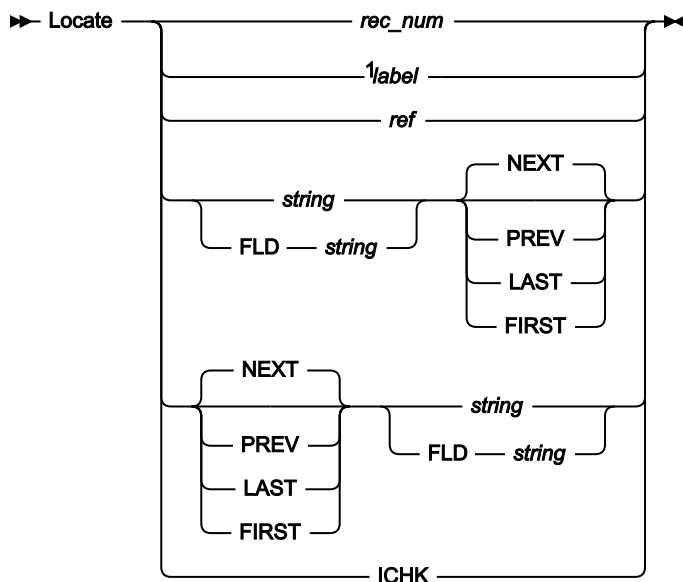 Locate rec_num
1label
ref
NEXT
string
PREV
FLD string
LAST
FIRST
NEXT
string
PREV
FLD string
LAST
FIRST
ICHK